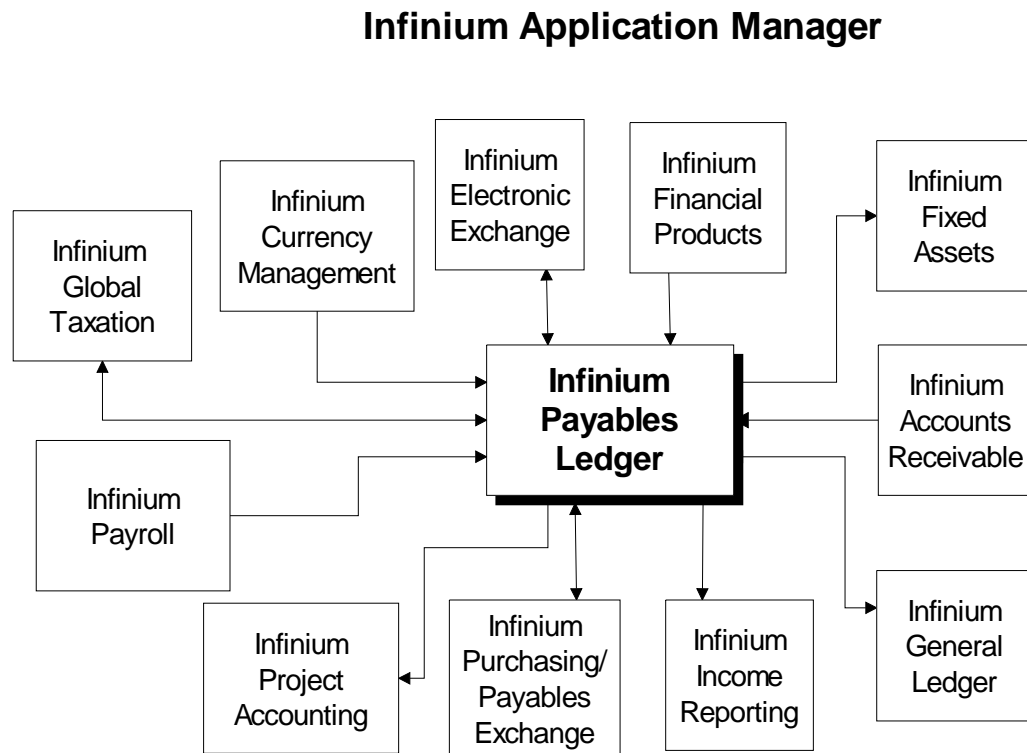 Infinium Application Manager
Infinium
Electronic
Exchange
Infinium
Financial
Products
Infinium
Fixed
Assets
Infinium
Currency
Management
Infinium
Global
Taxation
Infinium
Payables
Ledger
Infinium
Accounts
Receivable
Infinium
Payroll
Infinium
Project
Accounting
Infinium
Purchasing/
Payables
Exchange
Infinium
Income
Reporting
Infinium
General
Ledger